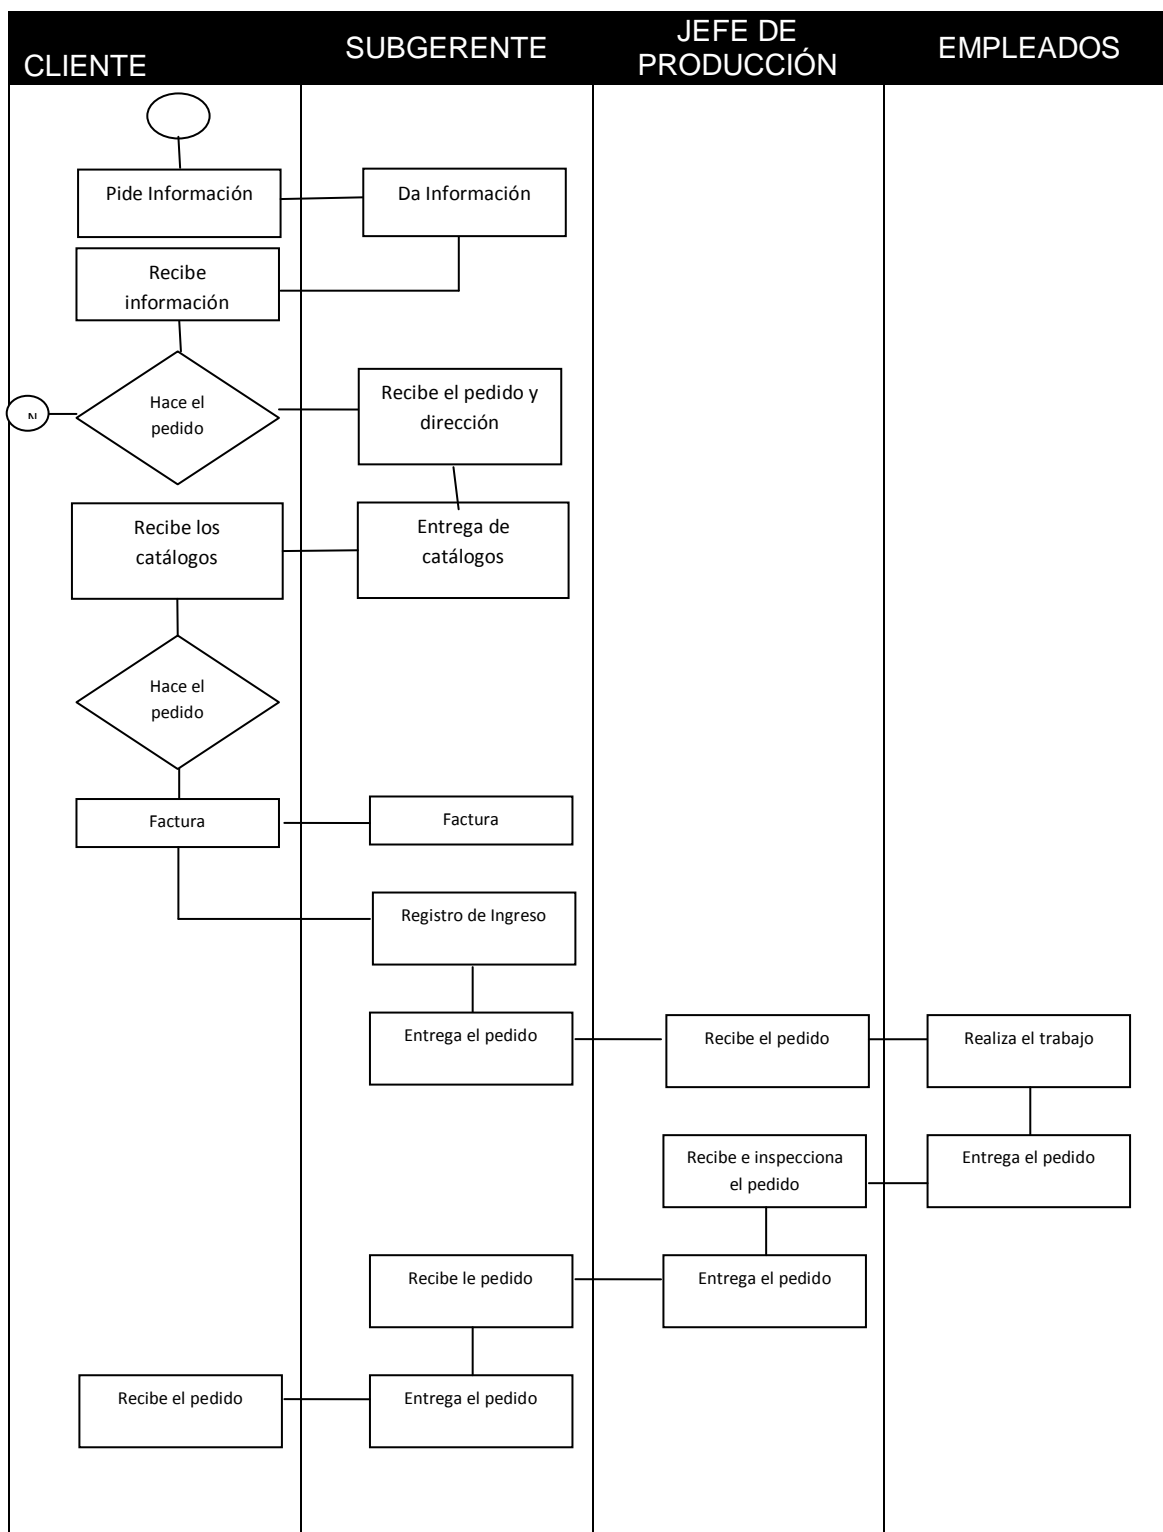 CLIENTE
SUBGERENTE
JEFE DE
PRODUCCIÓN
EMPLEADOS
Pide Información
Da Información
Recibe
información
Hace el
pedido
Recibe el pedido y
dirección
Recibe los
catálogos
Entrega de
catálogos
Hace el
pedido
Factura
Factura
Registro de Ingreso
Entrega el pedido
Recibe el pedido
Realiza el trabajo
Recibe e inspecciona
el pedido
Entrega el pedido
Recibe le pedido
Entrega el pedido
Recibe el pedido
Entrega el pedido